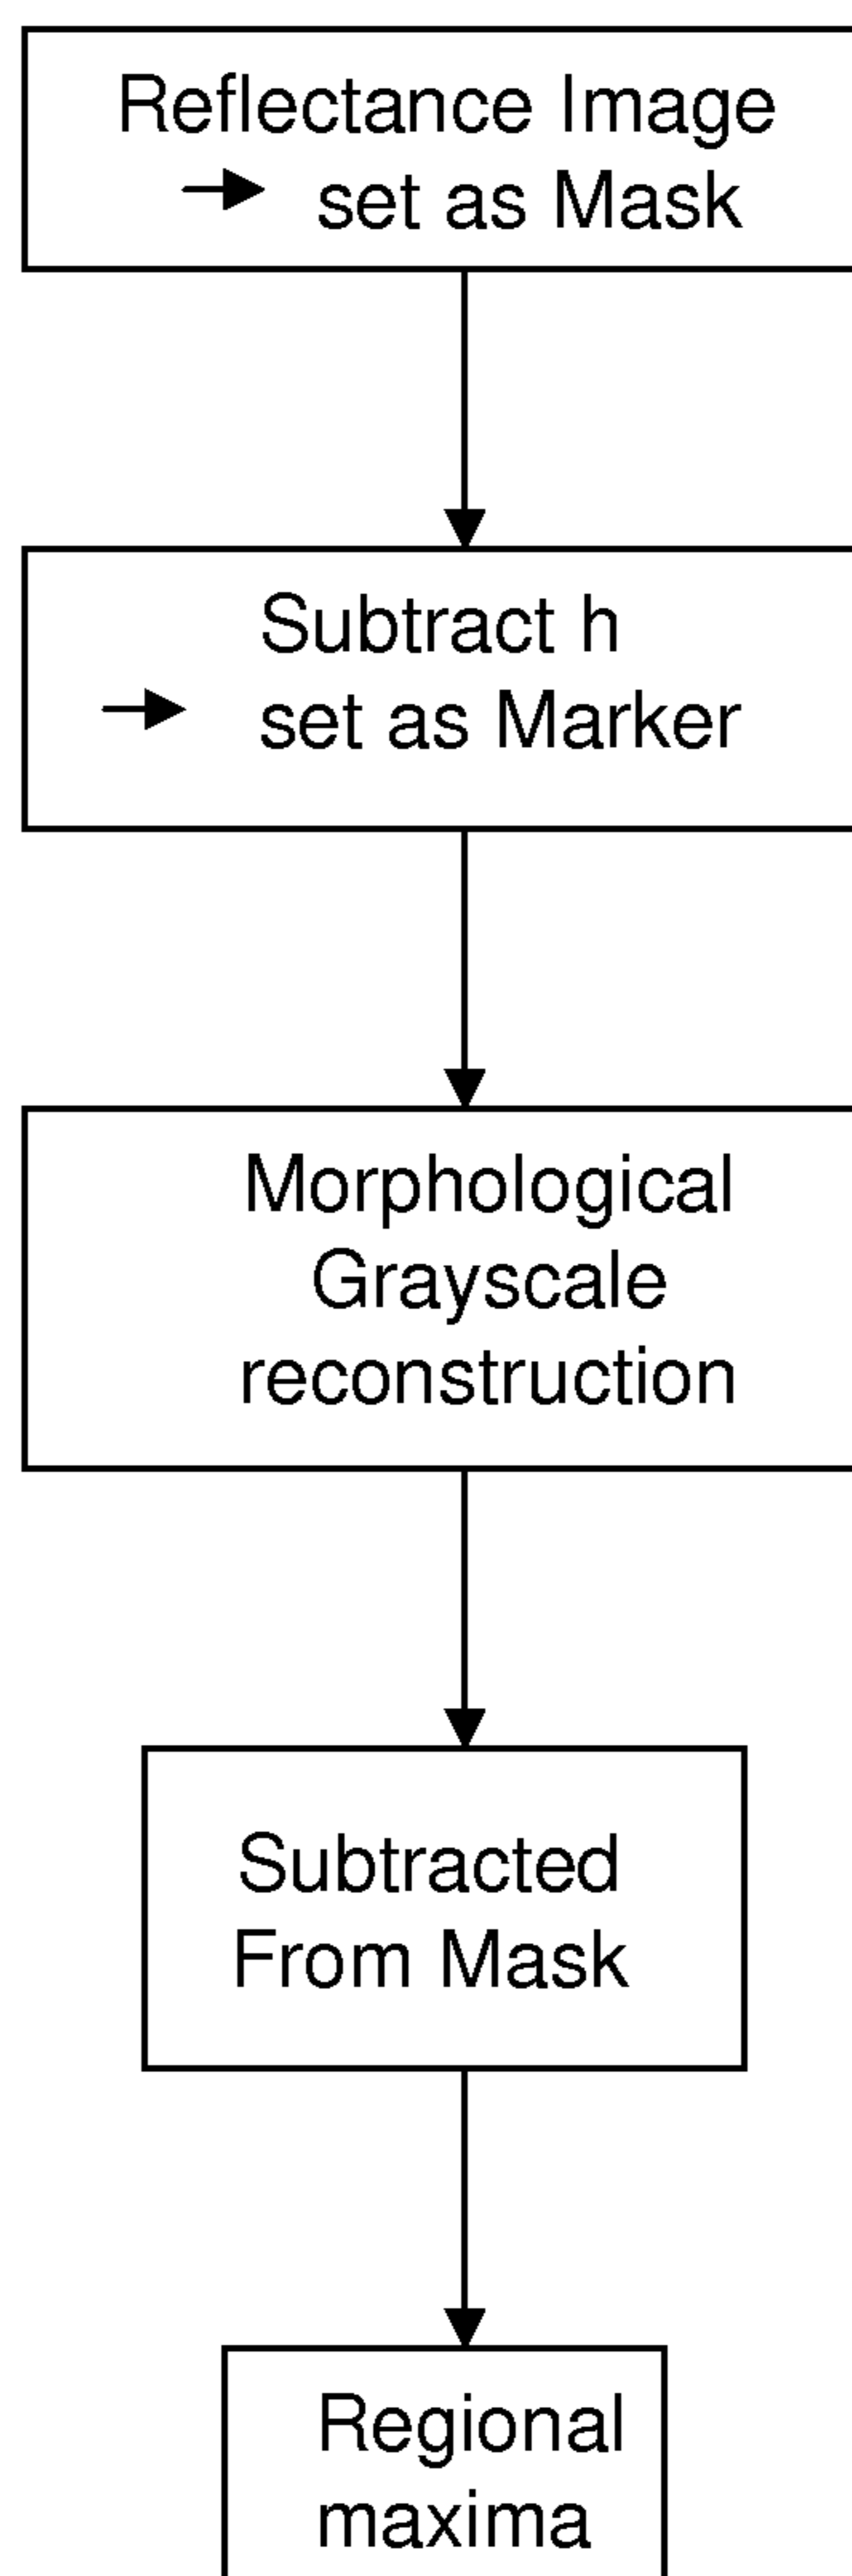 Reflectance Image
→ set as Mask
Subtract h
→ set as Marker
Morphological
Grayscale
reconstruction
Subtracted
From Mask
Regional
maxima